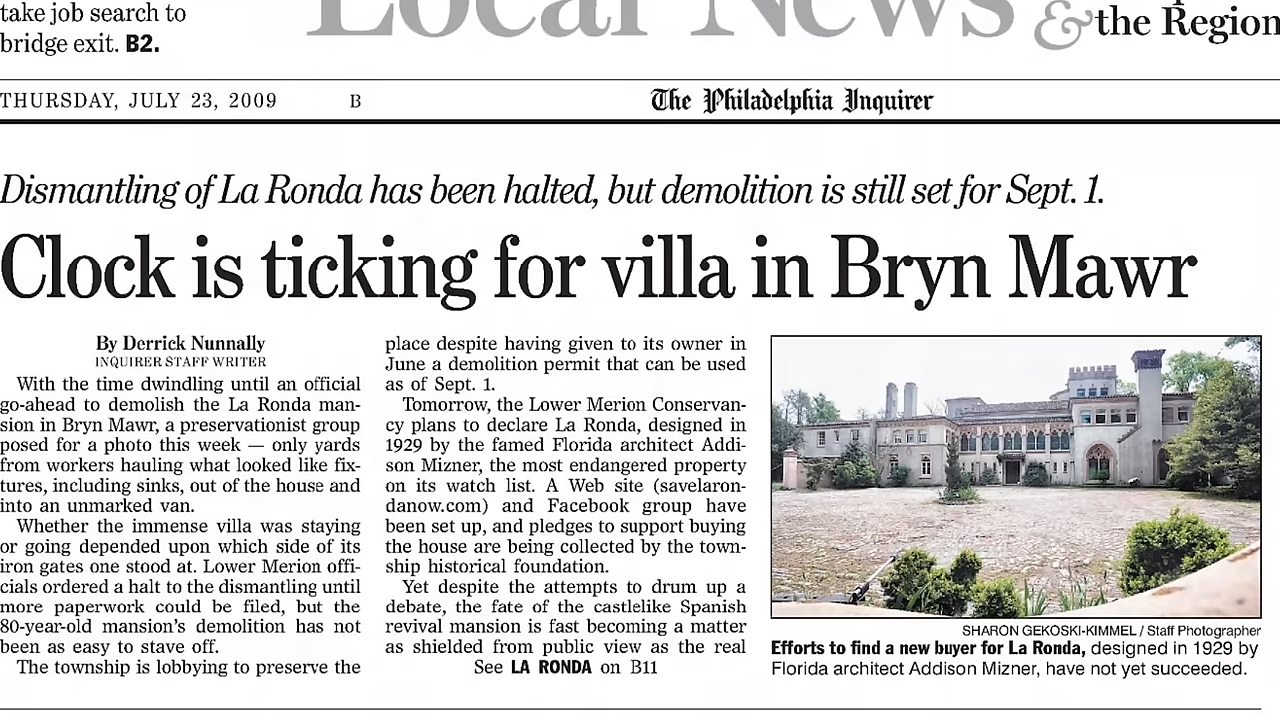 take job search to
bridge exit. B2.
Local News &
the Region
THURSDAY, JULY 23, 2009 B The Philadelphia Inquirer
Dismantling of La Ronda has been halted, but demolition is still set for Sept. 1.
Clock is ticking for villa in Bryn Mawr
By Derrick Nunnally
INQUIRER STAFF WRITER
With the time dwindling until an official
go-ahead to demolish the La Ronda man-
sion in Bryn Mawr, a preservationist group
posed for a photo this week — only yards
from workers hauling what looked like fix-
tures, including sinks, out of the house and
into an unmarked van.
Whether the immense villa was staying
or going depended upon which side of its
iron gates one stood at. Lower Merion offi-
cials ordered a halt to the dismantling until
more paperwork could be filed, but the
80-year-old mansion's demolition has not
been as easy to stave off.
The township is lobbying to preserve the
place despite having given to its owner in
June a demolition permit that can be used
as of Sept. 1.
Tomorrow, the Lower Merion Conservan-
cy plans to declare La Ronda, designed in
1929 by the famed Florida architect Addi-
son Mizner, the most endangered property
on its watch list. A Web site (savelaron-
danow.com) and Facebook group have
been set up, and pledges to support buying
the house are being collected by the town-
ship historical foundation.
Yet despite the attempts to drum up a
debate, the fate of the castlelike Spanish
revival mansion is fast becoming a matter
as shielded from public view as the real
See LA RONDA on B11
SHARON GEKOSKI-KIMMEL / Staff Photographer
Efforts to find a new buyer for La Ronda, designed in 1929 by
Florida architect Addison Mizner, have not yet succeeded.